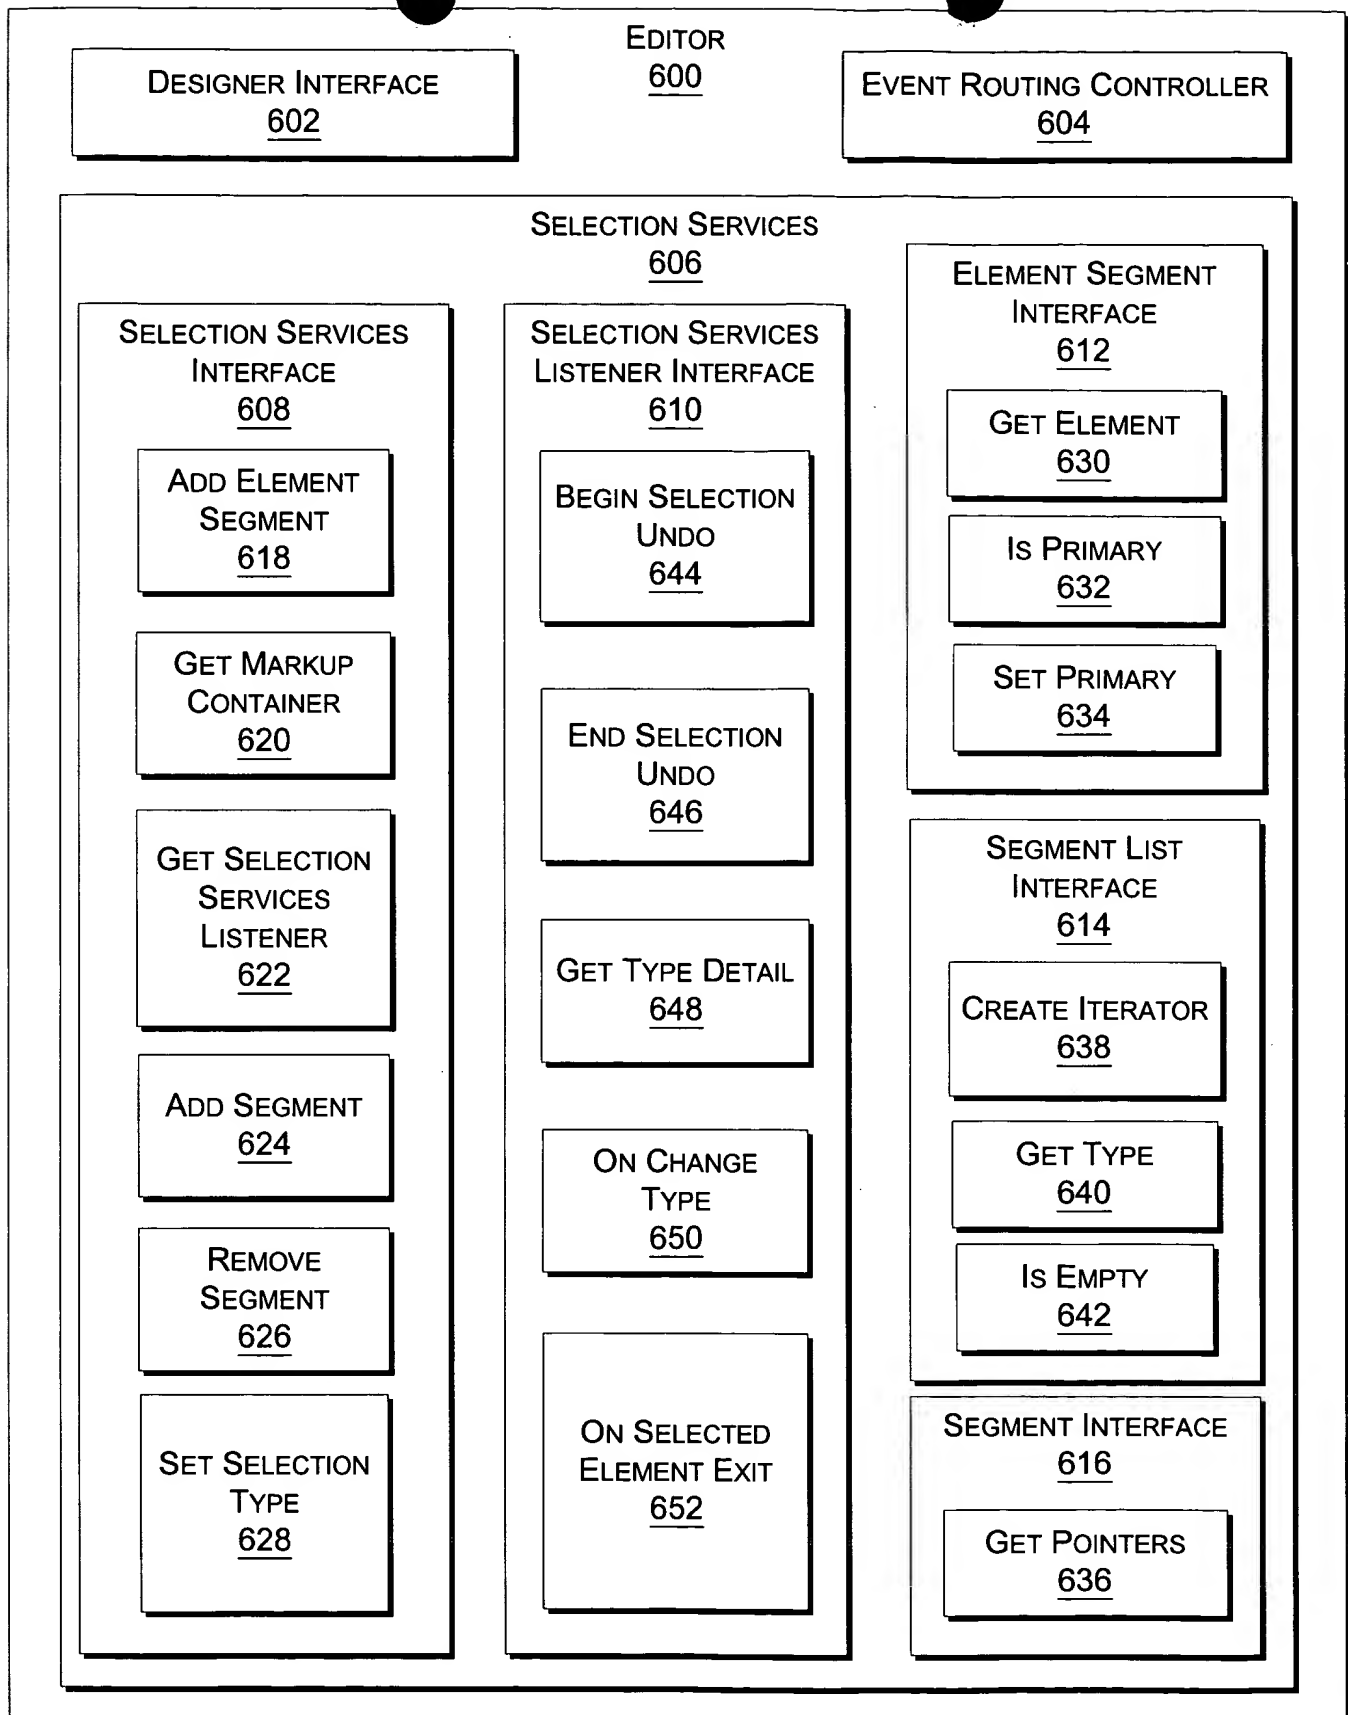 EDITOR
600
DESIGNER INTERFACE
602
EVENT ROUTING CONTROLLER
604
SELECTION SERVICES
606
SELECTION SERVICES
INTERFACE
608
ADD ELEMENT
SEGMENT
618
GET MARKUP
CONTAINER
620
GET SELECTION
SERVICES
LISTENER
622
ADD SEGMENT
624
REMOVE
SEGMENT
626
SET SELECTION
TYPE
628
SELECTION SERVICES
LISTENER INTERFACE
610
BEGIN SELECTION
UNDO
644
END SELECTION
UNDO
646
GET TYPE DETAIL
648
ON CHANGE
TYPE
650
ON SELECTED
ELEMENT EXIT
652
ELEMENT SEGMENT
INTERFACE
612
GET ELEMENT
630
IS PRIMARY
632
SET PRIMARY
634
SEGMENT LIST
INTERFACE
614
CREATE ITERATOR
638
GET TYPE
640
IS EMPTY
642
SEGMENT INTERFACE
616
GET POINTERS
636